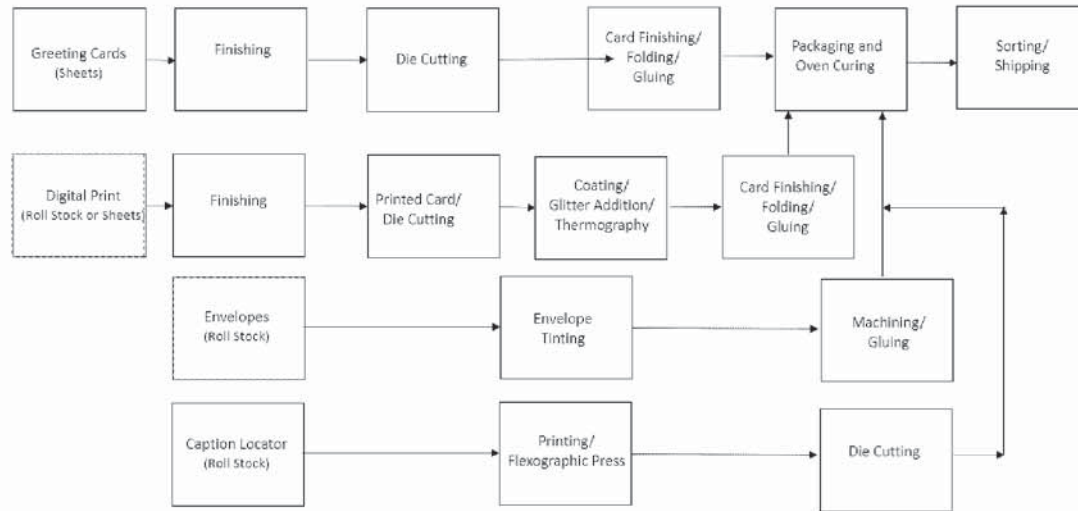 Greeting Cards
(Sheets)
Finishing
Die Cutting
Card Finishing/
Folding/
Gluing
Packaging and
Oven Curing
Sorting/
Shipping
Digital Print
(Roll Stock or Sheets)
Finishing
Printed Card/
Die Cutting
Coating/
Glitter Addition/
Thermography
Card Finishing/
Folding/
Gluing
Envelopes
(Roll Stock)
Envelope
Tinting
Machining/
Gluing
Caption Locator
(Roll Stock)
Printing/
Flexographic Press
Die Cutting